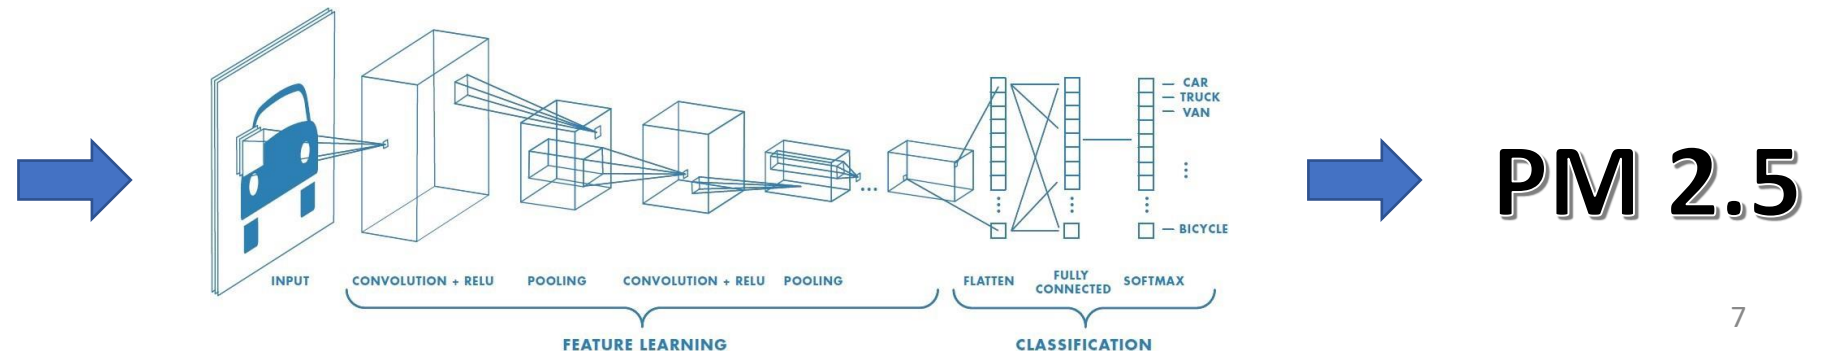 CAR
TRUCK
VAN
BICYCLE
PM 2.5
INPUT
CONVOLUTION + RELU
POOLING
CONVOLUTION + RELU
POOLING
FLATTEN
FULLY
CONNECTED
SOFTMAX
FEATURE LEARNING
CLASSIFICATION
7